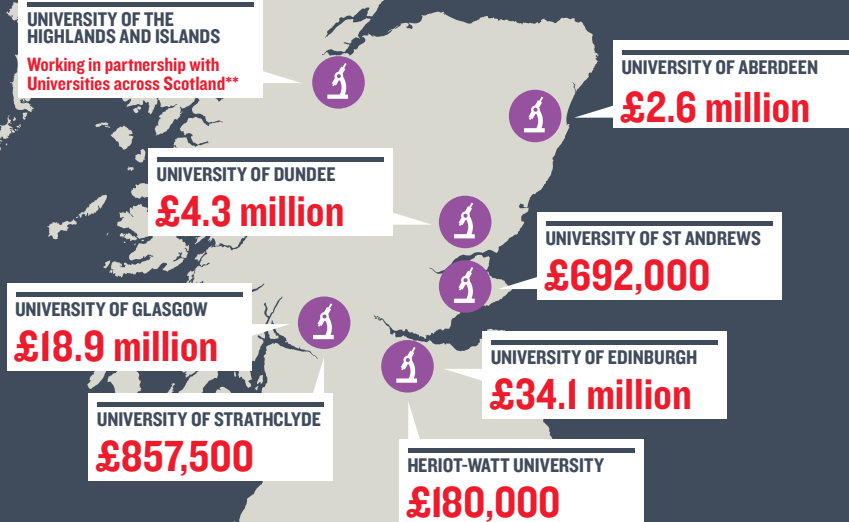 UNIVERSITY OF THE
HIGHLANDS AND ISLANDS
Working in partnership with
Universities across Scotland**
UNIVERSITY OF ABERDEEN
£2.6 million
UNIVERSITY OF DUNDEE
£4.3 million
UNIVERSITY OF ST ANDREWS
£692,000
UNIVERSITY OF GLASGOW
£18.9 million
UNIVERSITY OF EDINBURGH
£34.1 million
UNIVERSITY OF STRATHCLYDE
£857,500
HERIOT-WATT UNIVERSITY
£180,000